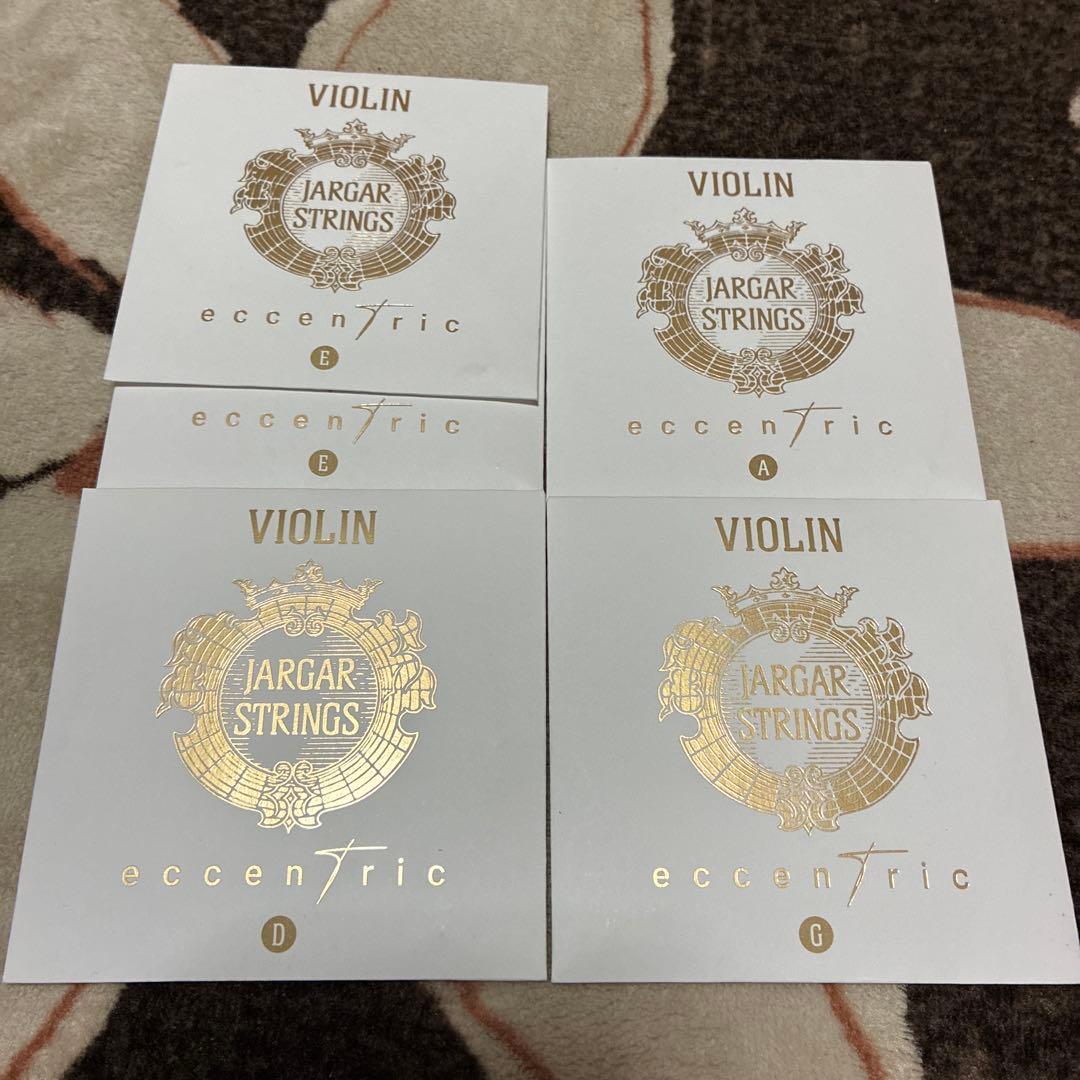 VIOLIN
JARGAR
STRINGS
eccenTric
E
eccenTric
E
VIOLIN
JARGAR
STRINGS
eccenTric
A
VIOLIN
JARGAR
STRINGS
eccenTric
D
VIOLIN
JARGAR
STRINGS
eccenTric
G